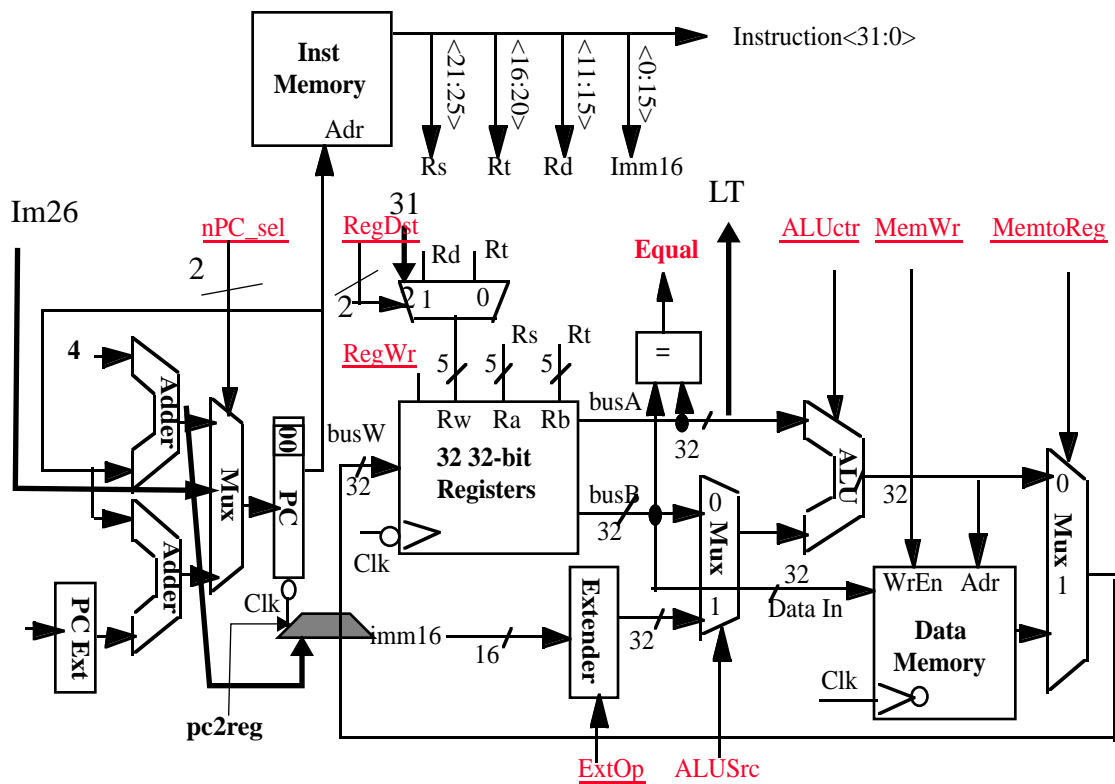 Inst
Memory
Adr
Instruction<31:0>
<21:25>
<16:20>
<11:15>
<0:15>
Rs
Rt
Rd
Imm16
Im26
nPC_sel
2
RegDst
31
Rd
Rt
2
1
0
2
LT
Equal
=
ALUctr
MemWr
MemtoReg
4
Adder
Mux
00
PC
Adder
PC Ext
Clk
pc2reg
RegWr
5
5
5
Rs
Rt
Rw
Ra
Rb
32 32-bit
Registers
busW
32
Clk
busA
32
busB
32
0
Mux
1
ALU
32
32
Data In
WrEn
Adr
Data
Memory
Clk
0
Mux
1
imm16
16
Extender
32
ExtOp
ALUSrc